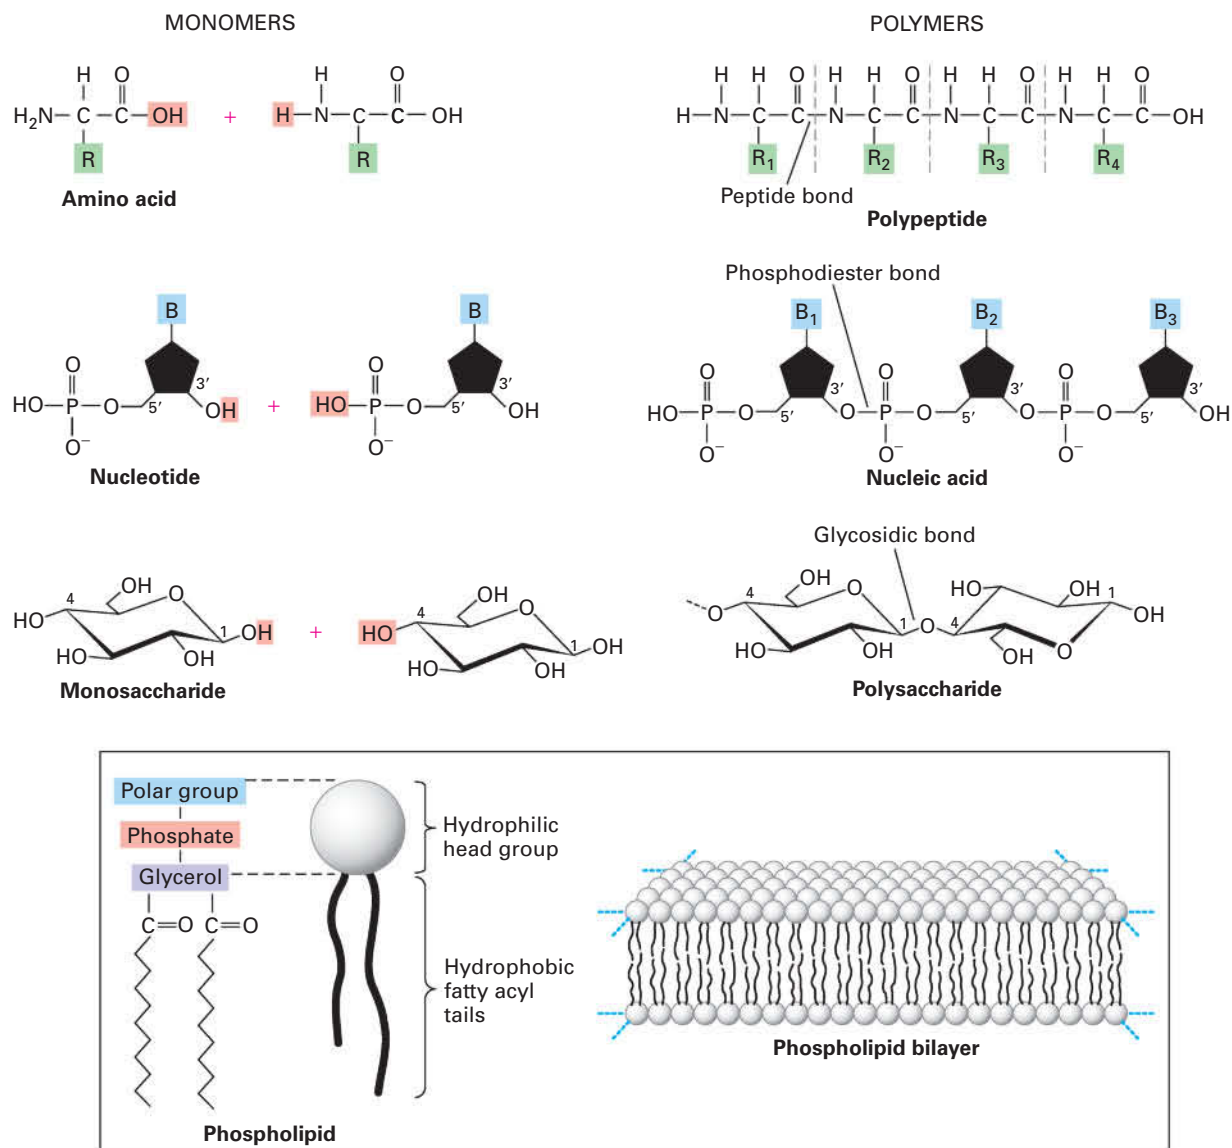 MONOMERS
POLYMERS
H O
H₂N—C—C—OH + H—N—C—C—OH
H O
R R
Amino acid
H H O H H O H H O H H O
H—N—C—C—N—C—C—N—C—C—N—C—C—OH
R₁ R₂ R₃ R₄
Peptide bond
Polypeptide
B B
O O
HO—P—O 5′ 3′ OH + HO—P—O 5′ 3′ OH
O⁻ O⁻
Nucleotide
Phosphodiester bond
B₁ B₂ B₃
O O O
HO—P—O 5′ 3′ O—P—O 5′ 3′ O—P—O 5′ 3′ OH
O⁻ O⁻ O⁻
Nucleic acid
OH O OH O
HO 4 1 OH + HO 4 1 OH
HO OH HO OH
Monosaccharide
Glycosidic bond
OH O HO OH 1
4 O 1 O 4 OH
HO OH OH O
Polysaccharide
Polar group
Phosphate
Glycerol
C=O C=O
Hydrophilic
head group
Hydrophobic
fatty acyl
tails
Phospholipid
Phospholipid bilayer